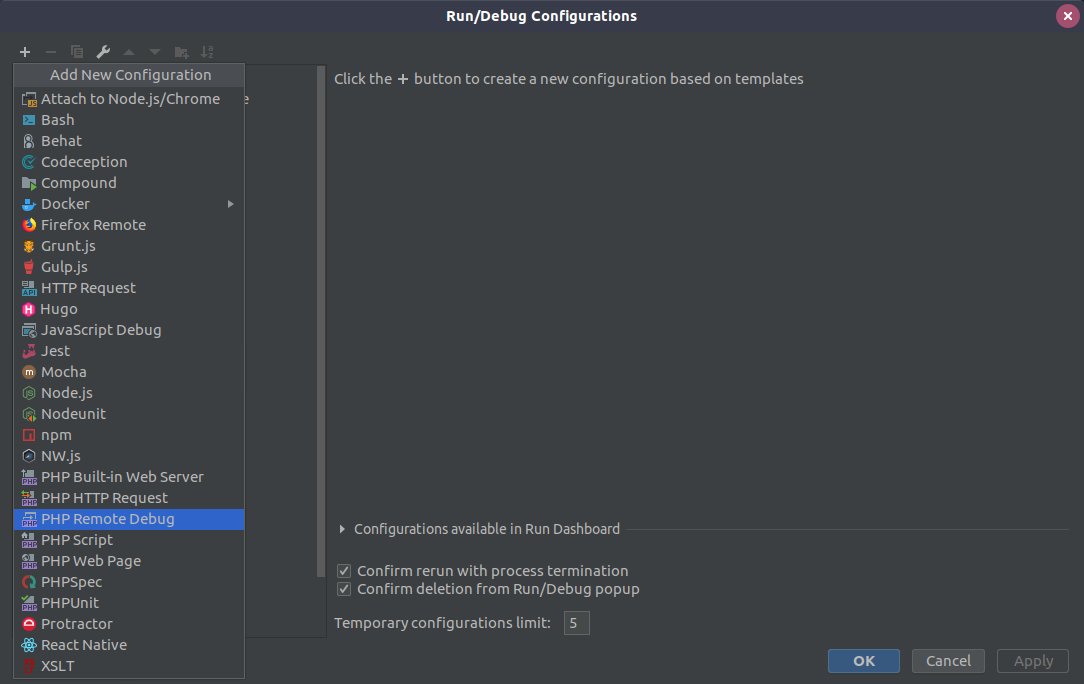 Run/Debug Configurations
Add New Configuration
Attach to Node.js/Chrome
Bash
Behat
Codeception
Compound
Docker
Firefox Remote
Grunt.js
Gulp.js
HTTP Request
Hugo
JavaScript Debug
Jest
Mocha
Node.js
Nodeunit
npm
NW.js
PHP Built-in Web Server
PHP HTTP Request
PHP Remote Debug
PHP Script
PHP Web Page
PHPSpec
PHPUnit
Protractor
React Native
XSLT
Click the + button to create a new configuration based on templates
Configurations available in Run Dashboard
Confirm rerun with process termination
Confirm deletion from Run/Debug popup
Temporary configurations limit: 5
OK Cancel Apply